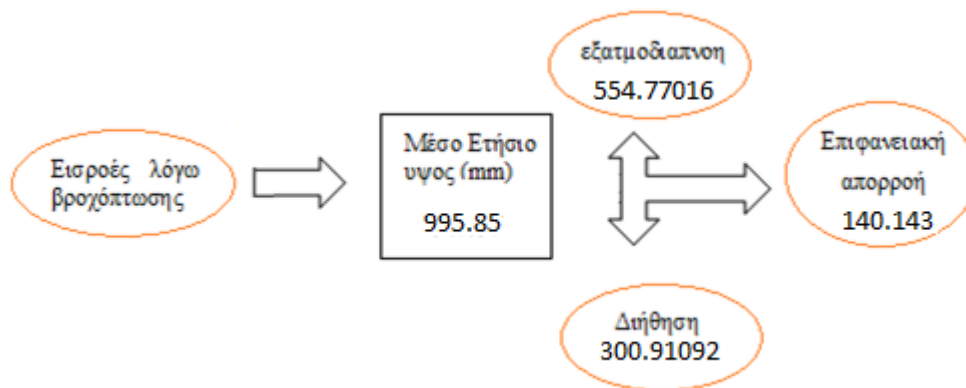 Εισροές λόγω
βροχόπτωσης
Μέσο Ετήσιο
υψος (mm)
995.85
εξατμοδιαπνοη
554.77016
Επιφανειακή
απορροή
140.143
Διήθηση
300.91092